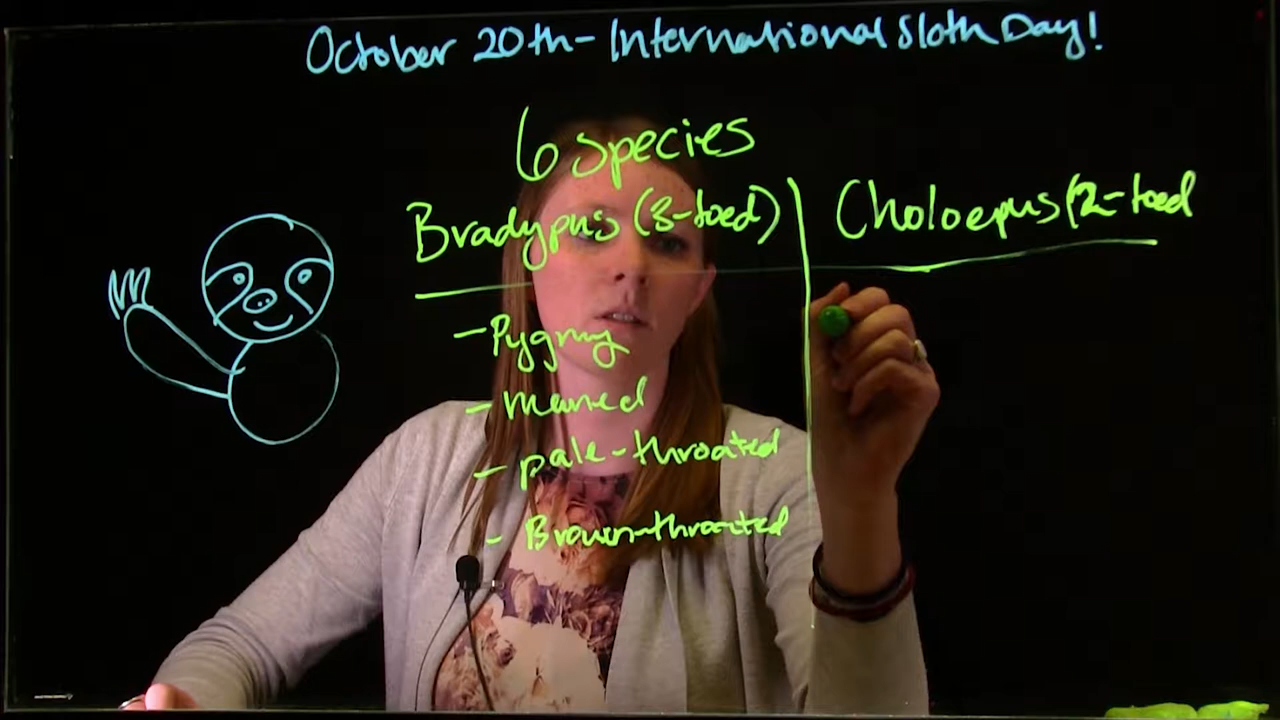 October 20th - International Sloth Day!
6 species
Bradypus (3-toed)
Choloepus (2-toed
- Pygmy
- Maned
- pale-throated
- Brown-throated